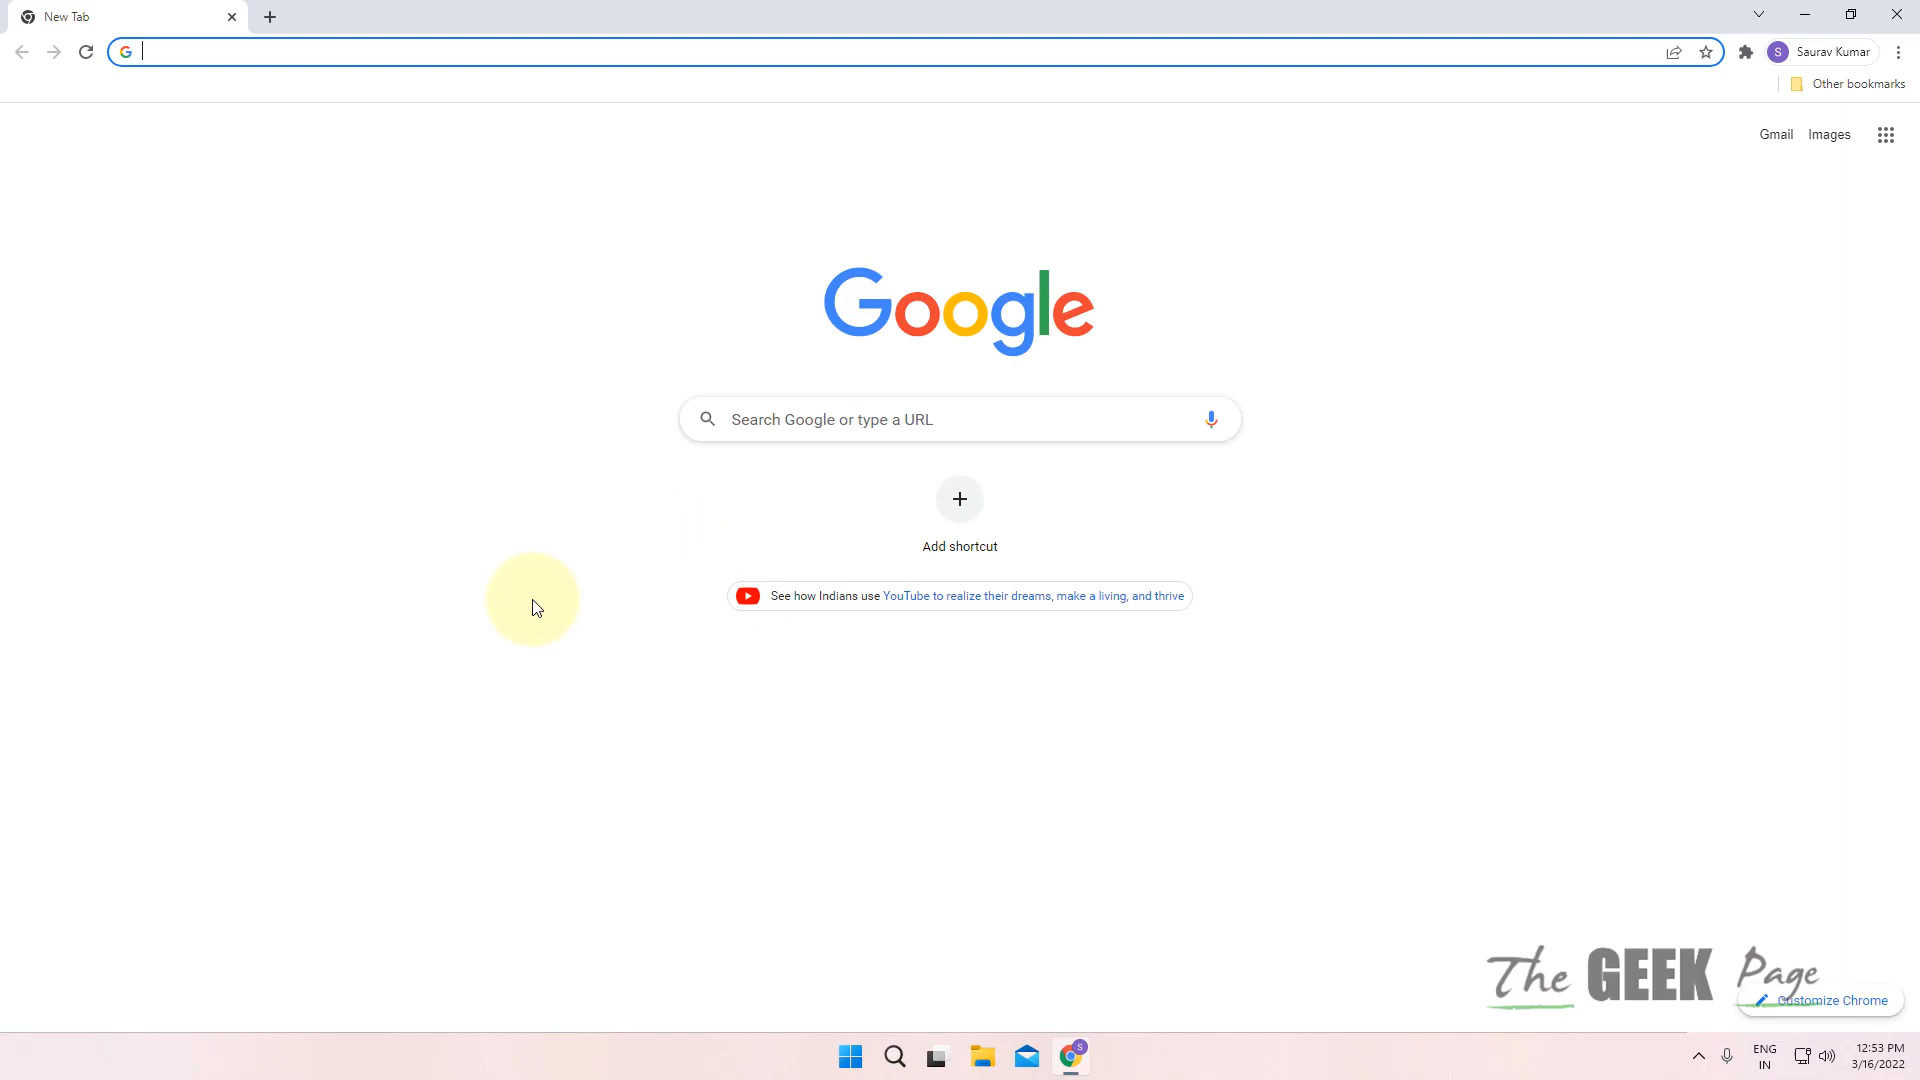 New Tab
S
Saurav Kumar
Other bookmarks
Gmail
Images
Google
Search Google or type a URL
Add shortcut
See how Indians use YouTube to realize their dreams, make a living, and thrive
The GEEK Page
Customize Chrome
S
ENG
IN
12:53 PM
3/16/2022